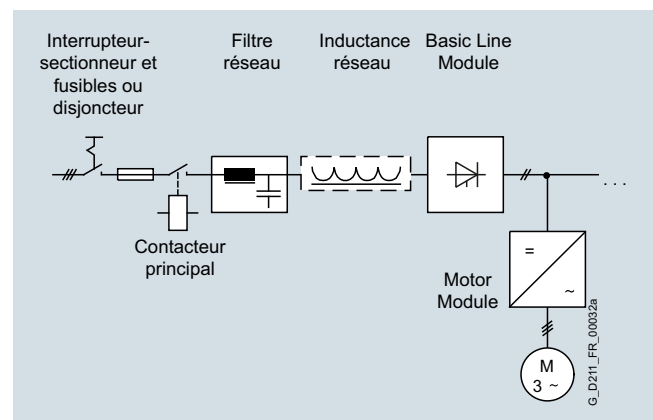 Interrupteur-
sectionneur et
fusibles ou
disjoncteur
Filtre
réseau
Inductance
réseau
Basic Line
Module
. . .
Contacteur
principal
=
~
Motor
Module
M
3 ~
G_D211_FR_00032a